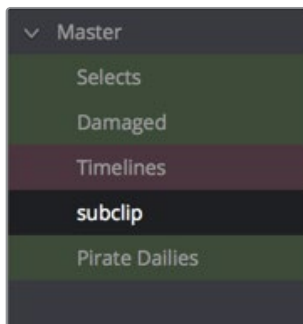 Master
Selects
Damaged
Timelines
subclip
Pirate Dailies